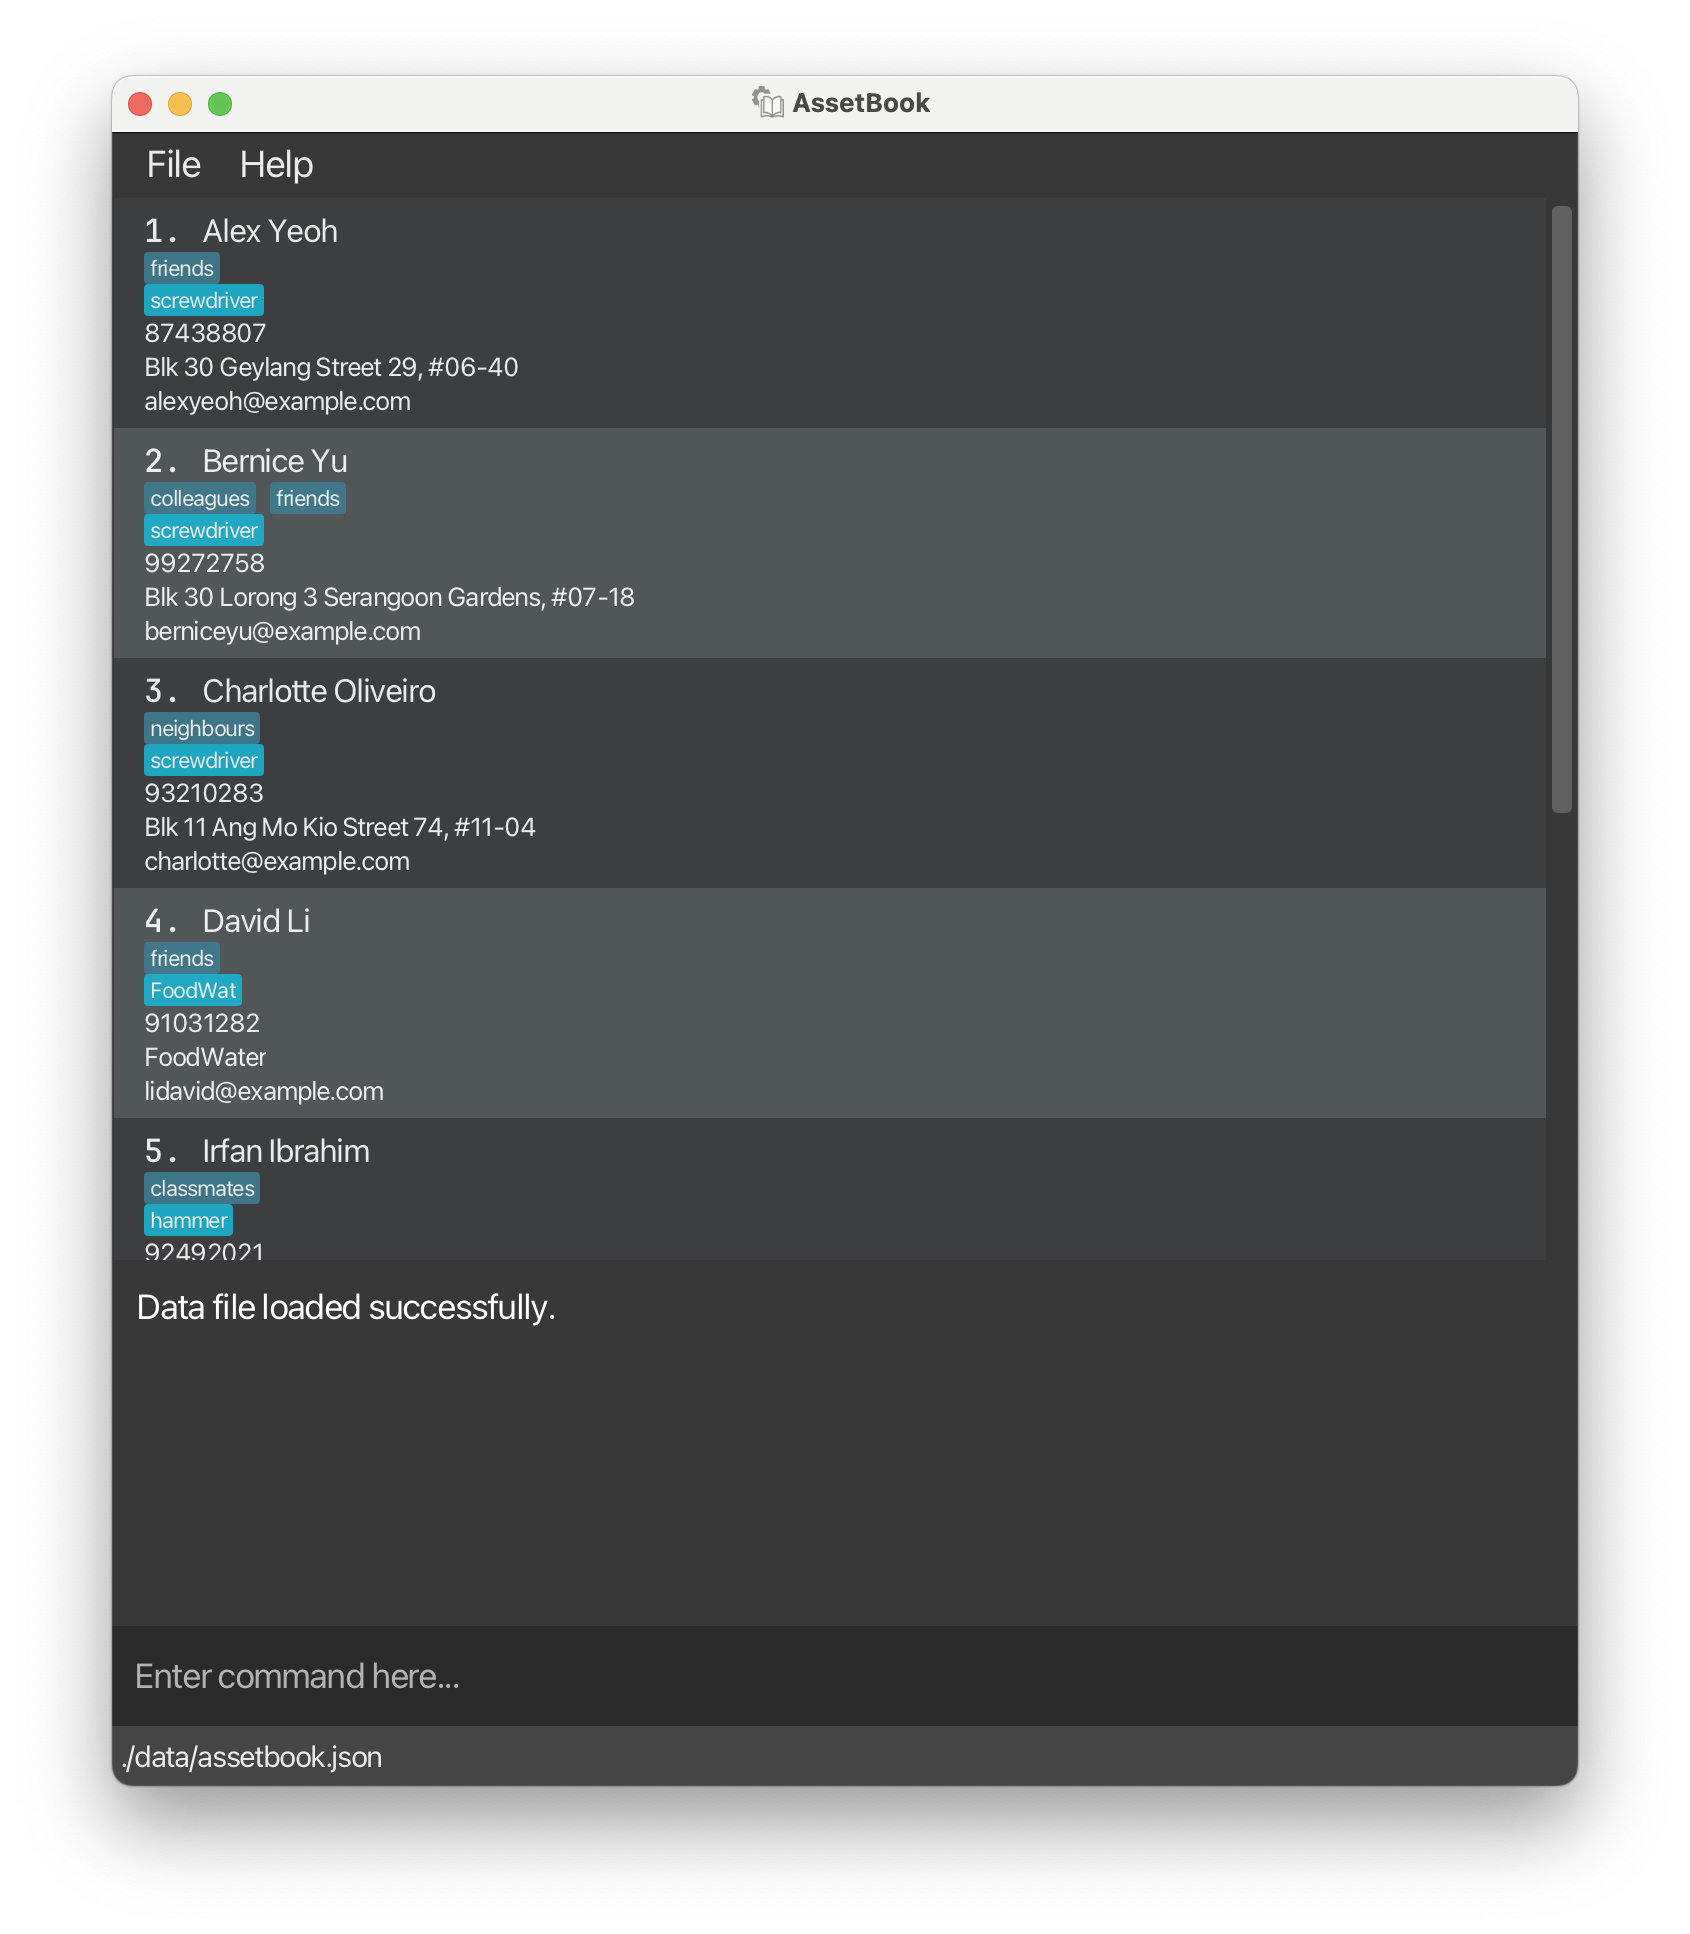 AssetBook
File Help
1. Alex Yeoh
friends
screwdriver
87438807
Blk 30 Geylang Street 29, #06-40
alexyeoh@example.com
2. Bernice Yu
colleagues friends
screwdriver
99272758
Blk 30 Lorong 3 Serangoon Gardens, #07-18
berniceyu@example.com
3. Charlotte Oliveiro
neighbours
screwdriver
93210283
Blk 11 Ang Mo Kio Street 74, #11-04
charlotte@example.com
4. David Li
friends
FoodWat
91031282
FoodWater
lidavid@example.com
5. Irfan Ibrahim
classmates
hammer
92492021
Data file loaded successfully.
Enter command here...
./data/assetbook.json